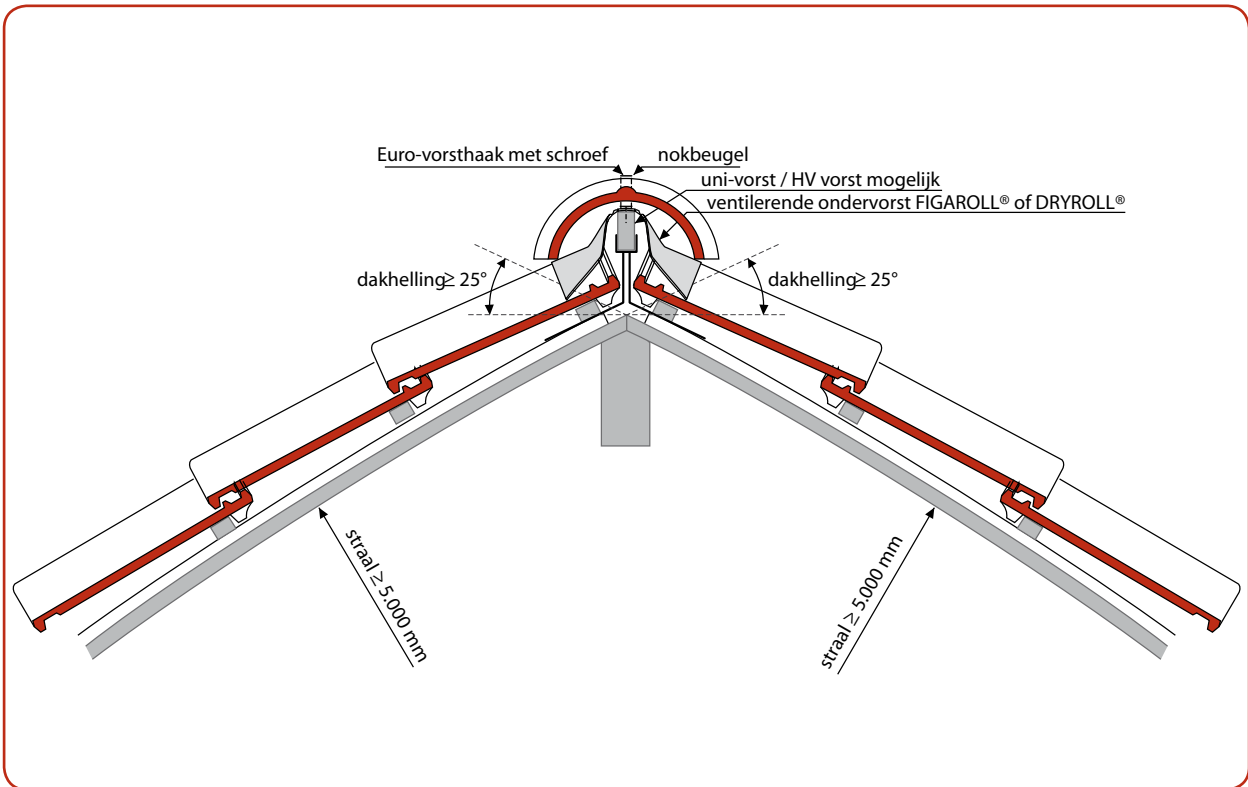 Euro-vorsthaak met schroef
nokbeugel
uni-vorst / HV vorst mogelijk
ventilerende ondervorst FIGAROLL® of DRYROLL®
dakhelling ≥ 25°
dakhelling ≥ 25°
straal ≥ 5.000 mm
straal ≥ 5.000 mm